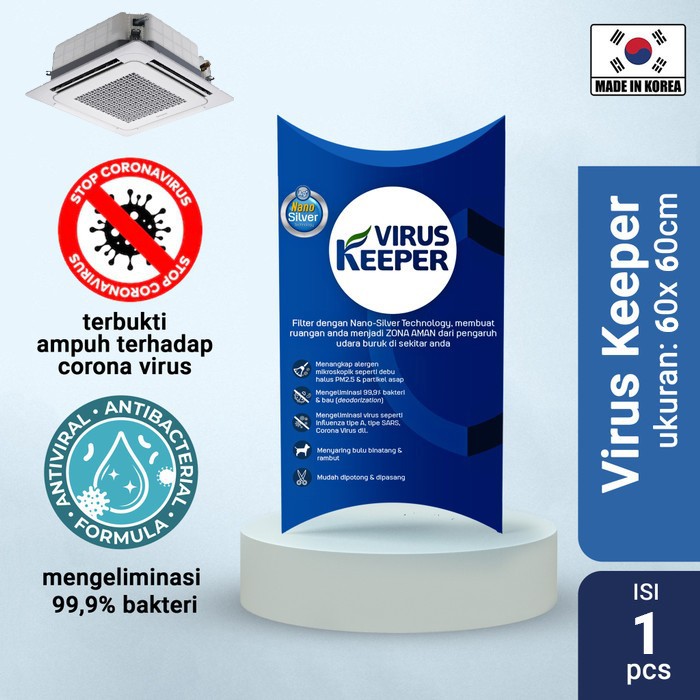 MADE IN KOREA
STOP CORONAVIRUS
STOP CORONAVIRUS
terbukti
ampuh terhadap
corona virus
ANTIVIRAL • ANTIBACTERIAL
• FORMULA •
mengeliminasi
99,9% bakteri
Nano
Silver
VIRUS
KEEPER
Filter dengan Nano-Silver Technology, membuat
ruangan anda menjadi ZONA AMAN dari pengaruh
udara buruk di sekitar anda
Menangkap alergen
mikroskopik seperti debu
halus PM2.5 & partikel asap
Mengeliminasi 99,9% bakteri
& bau (deodorization)
Mengeliminasi virus seperti
Influenza tipe A, tipe SARS,
Corona Virus dll.
Menyaring bulu binatang &
rambut
Mudah dipotong & dipasang
Virus Keeper
ukuran: 60x 60cm
ISI
1
pcs